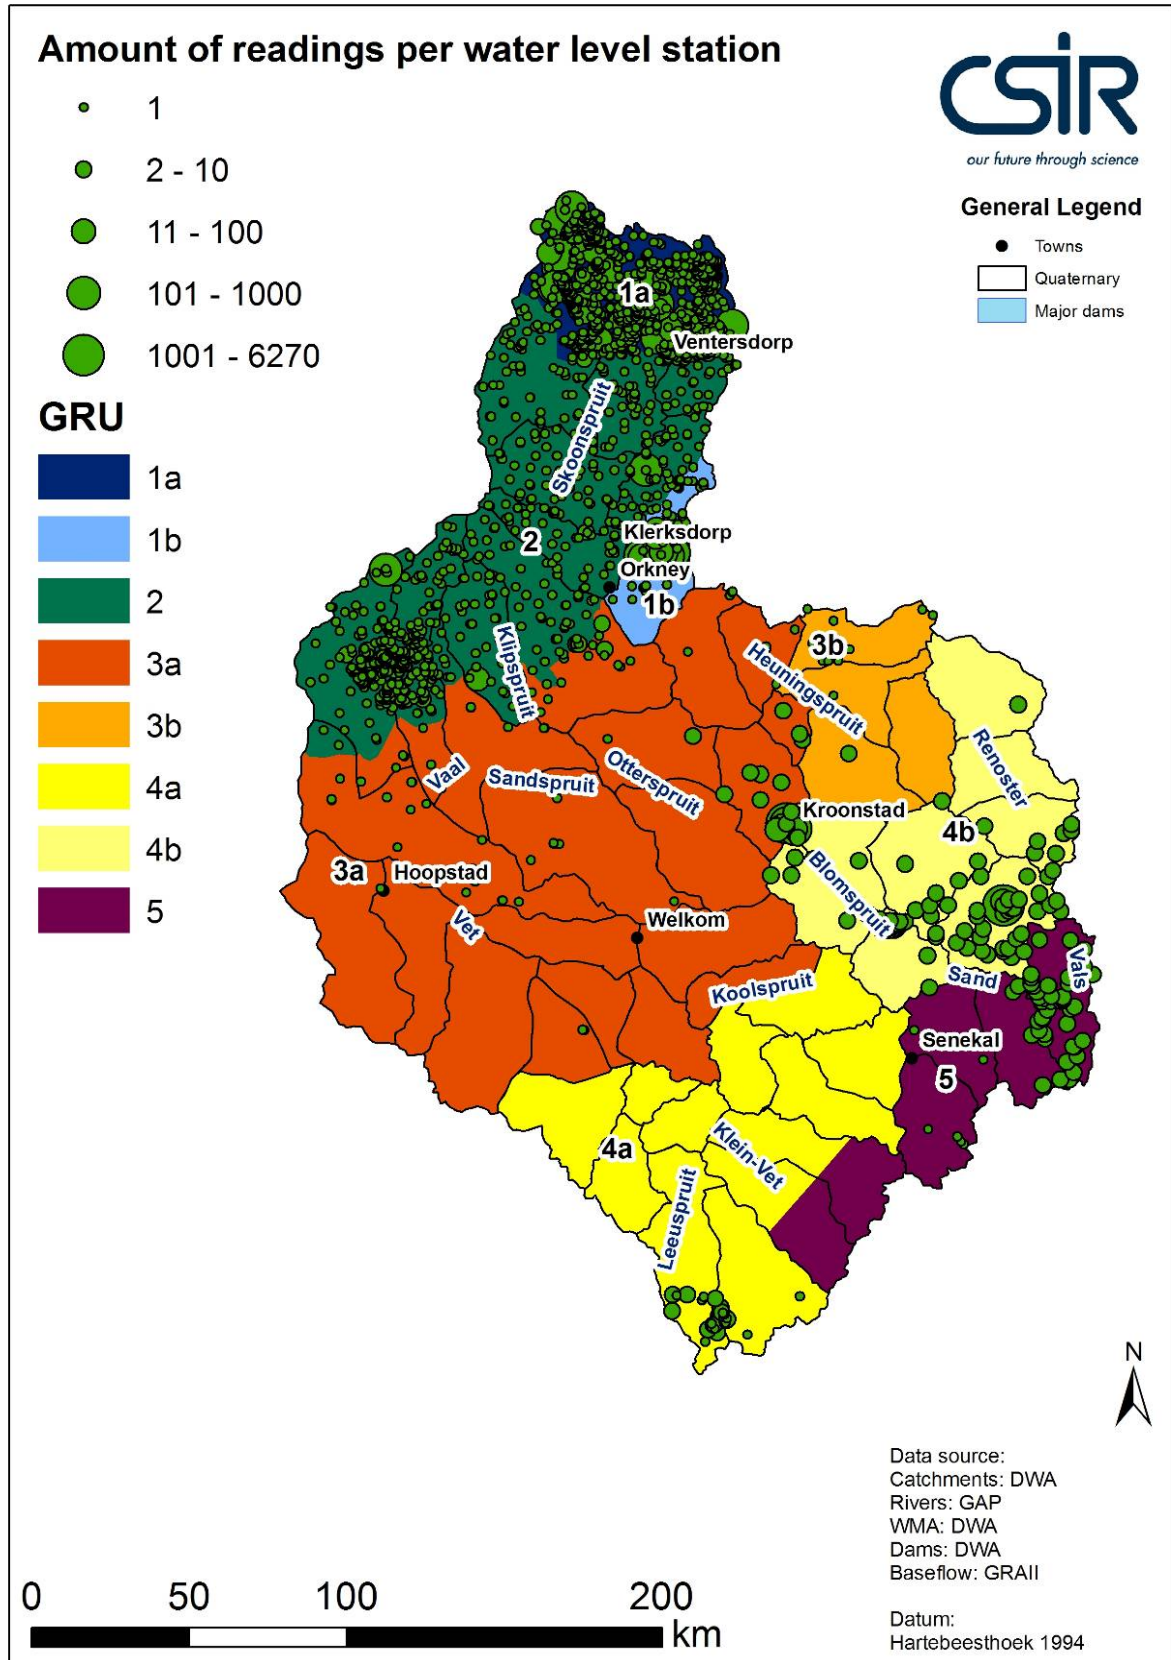 Amount of readings per water level station
1
2 - 10
11 - 100
101 - 1000
1001 - 6270
GRU
1a
1b
2
3a
3b
4a
4b
5
CSIR
our future through science
General Legend
Towns
Quaternary
Major dams
1a
Ventersdorp
Skoonspruit
2
Klerksdorp
Orkney
1b
Klipspruit
3b
Heuningspruit
Renoster
Vaal
Sandspruit
Otterspruit
Kroonstad
4b
3a
Hoopstad
Blomspruit
Vet
Welkom
Koolspruit
Sand
Vals
Senekal
5
4a
Klein-Vet
Leeuspruit
N
Data source:
Catchments: DWA
Rivers: GAP
WMA: DWA
Dams: DWA
Baseflow: GRAII
Datum:
Hartebeesthoek 1994
0 50 100 200
km